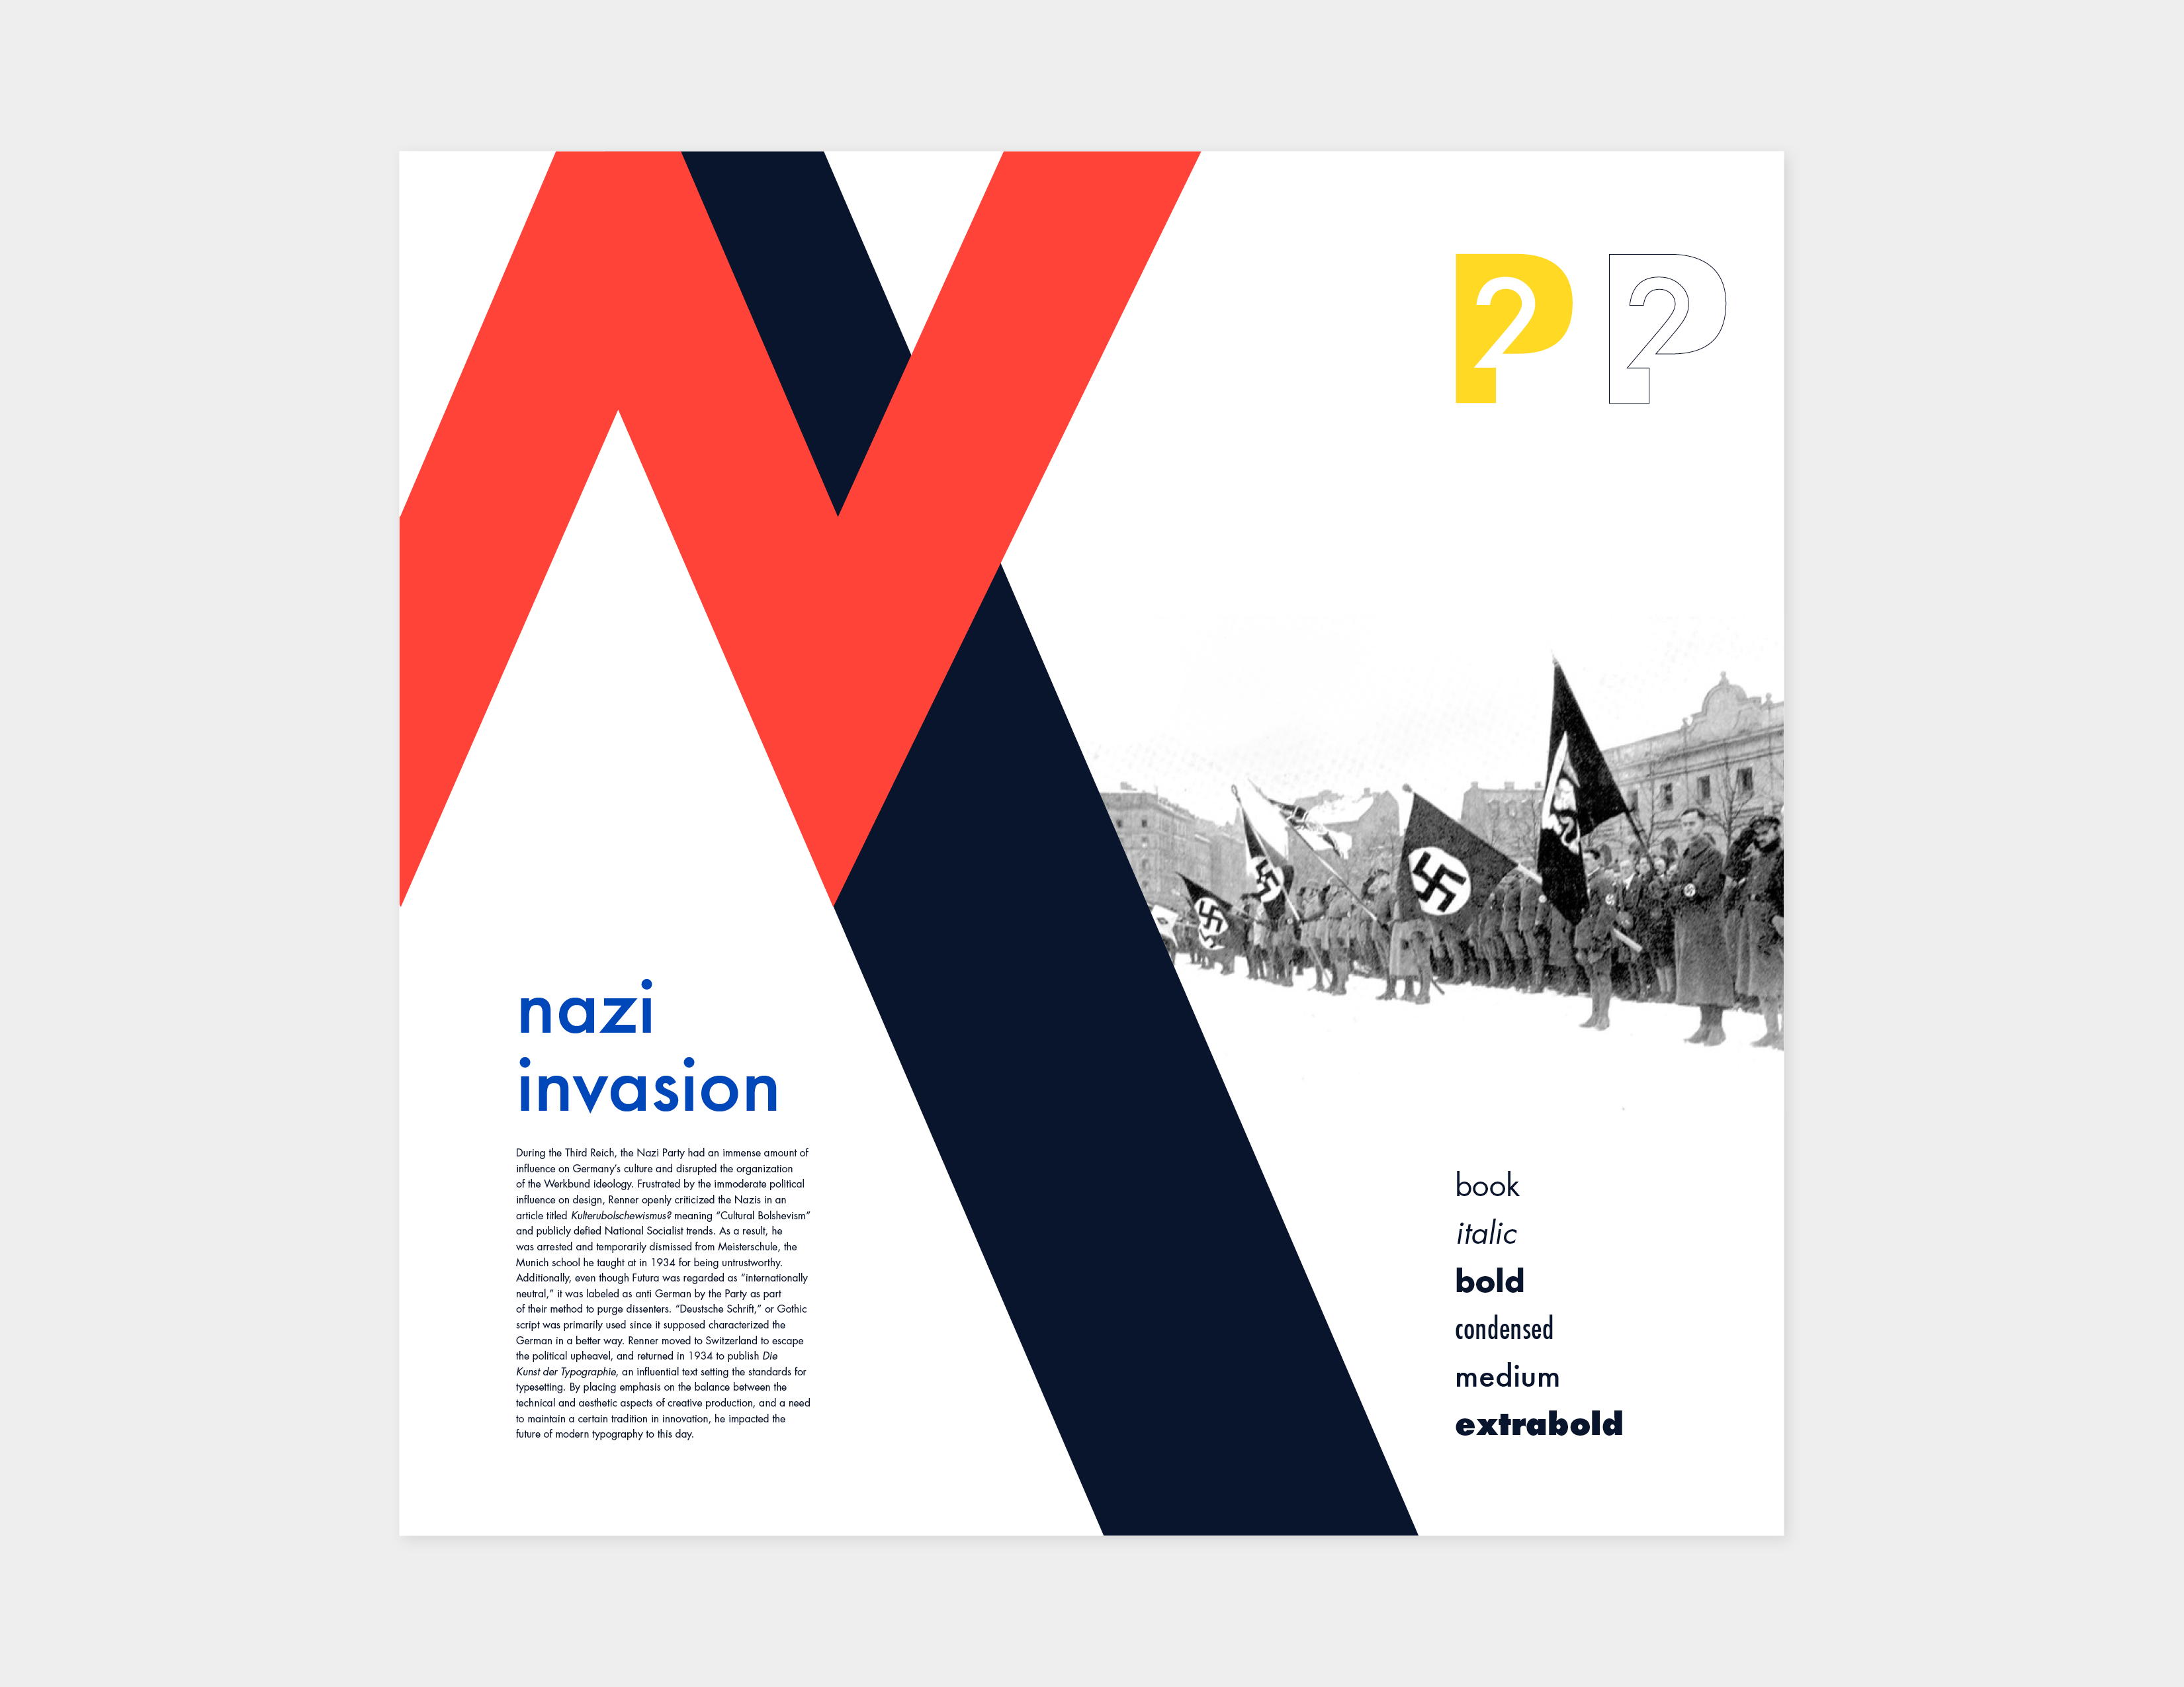 2P 2P
nazi
invasion
During the Third Reich, the Nazi Party had an immense amount of
influence on Germany's culture and disrupted the organization
of the Werkbund ideology. Frustrated by the immoderate political
influence on design, Renner openly criticized the Nazis in an
article titled Kulterubolschewismus? meaning "Cultural Bolshevism"
and publicly defied National Socialist trends. As a result, he
was arrested and temporarily dismissed from Meisterschule, the
Munich school he taught at in 1934 for being untrustworthy.
Additionally, even though Futura was regarded as "internationally
neutral," it was labeled as anti German by the Party as part
of their method to purge dissenters. "Deustsche Schrift," or Gothic
script was primarily used since it supposed characterized the
German in a better way. Renner moved to Switzerland to escape
the political upheavel, and returned in 1934 to publish Die
Kunst der Typographie, an influential text setting the standards for
typesetting. By placing emphasis on the balance between the
technical and aesthetic aspects of creative production, and a need
to maintain a certain tradition in innovation, he impacted the
future of modern typography to this day.
book
italic
bold
condensed
medium
extrabold